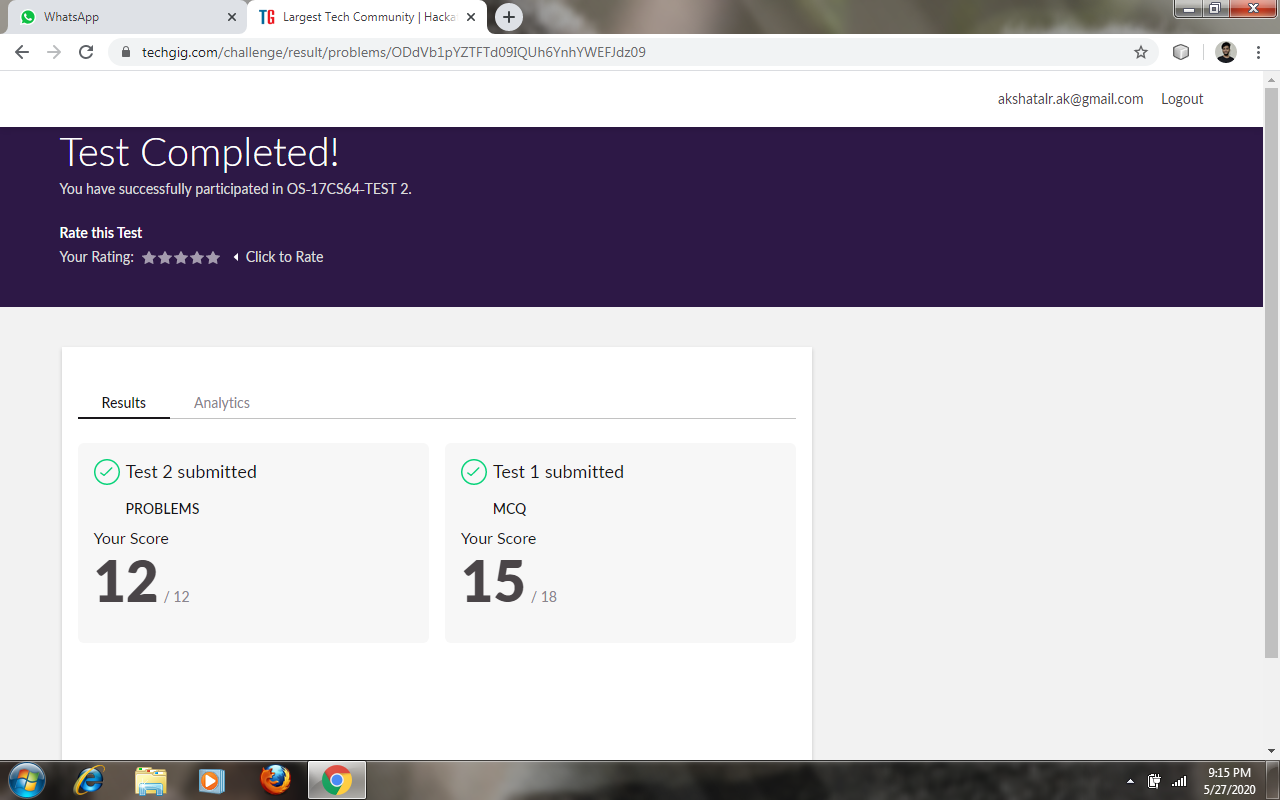 WhatsApp
TG Largest Tech Community | Hacka
techgig.com/challenge/result/problems/ODdVb1pYZTFTd09IQUh6YnhYWEFJdz09
akshatalr.ak@gmail.com Logout
Test Completed!
You have successfully participated in OS-17CS64-TEST 2.
Rate this Test
Your Rating: Click to Rate
Results Analytics
Test 2 submitted
PROBLEMS
Your Score
12 / 12
Test 1 submitted
MCQ
Your Score
15 / 18
9:15 PM
5/27/2020